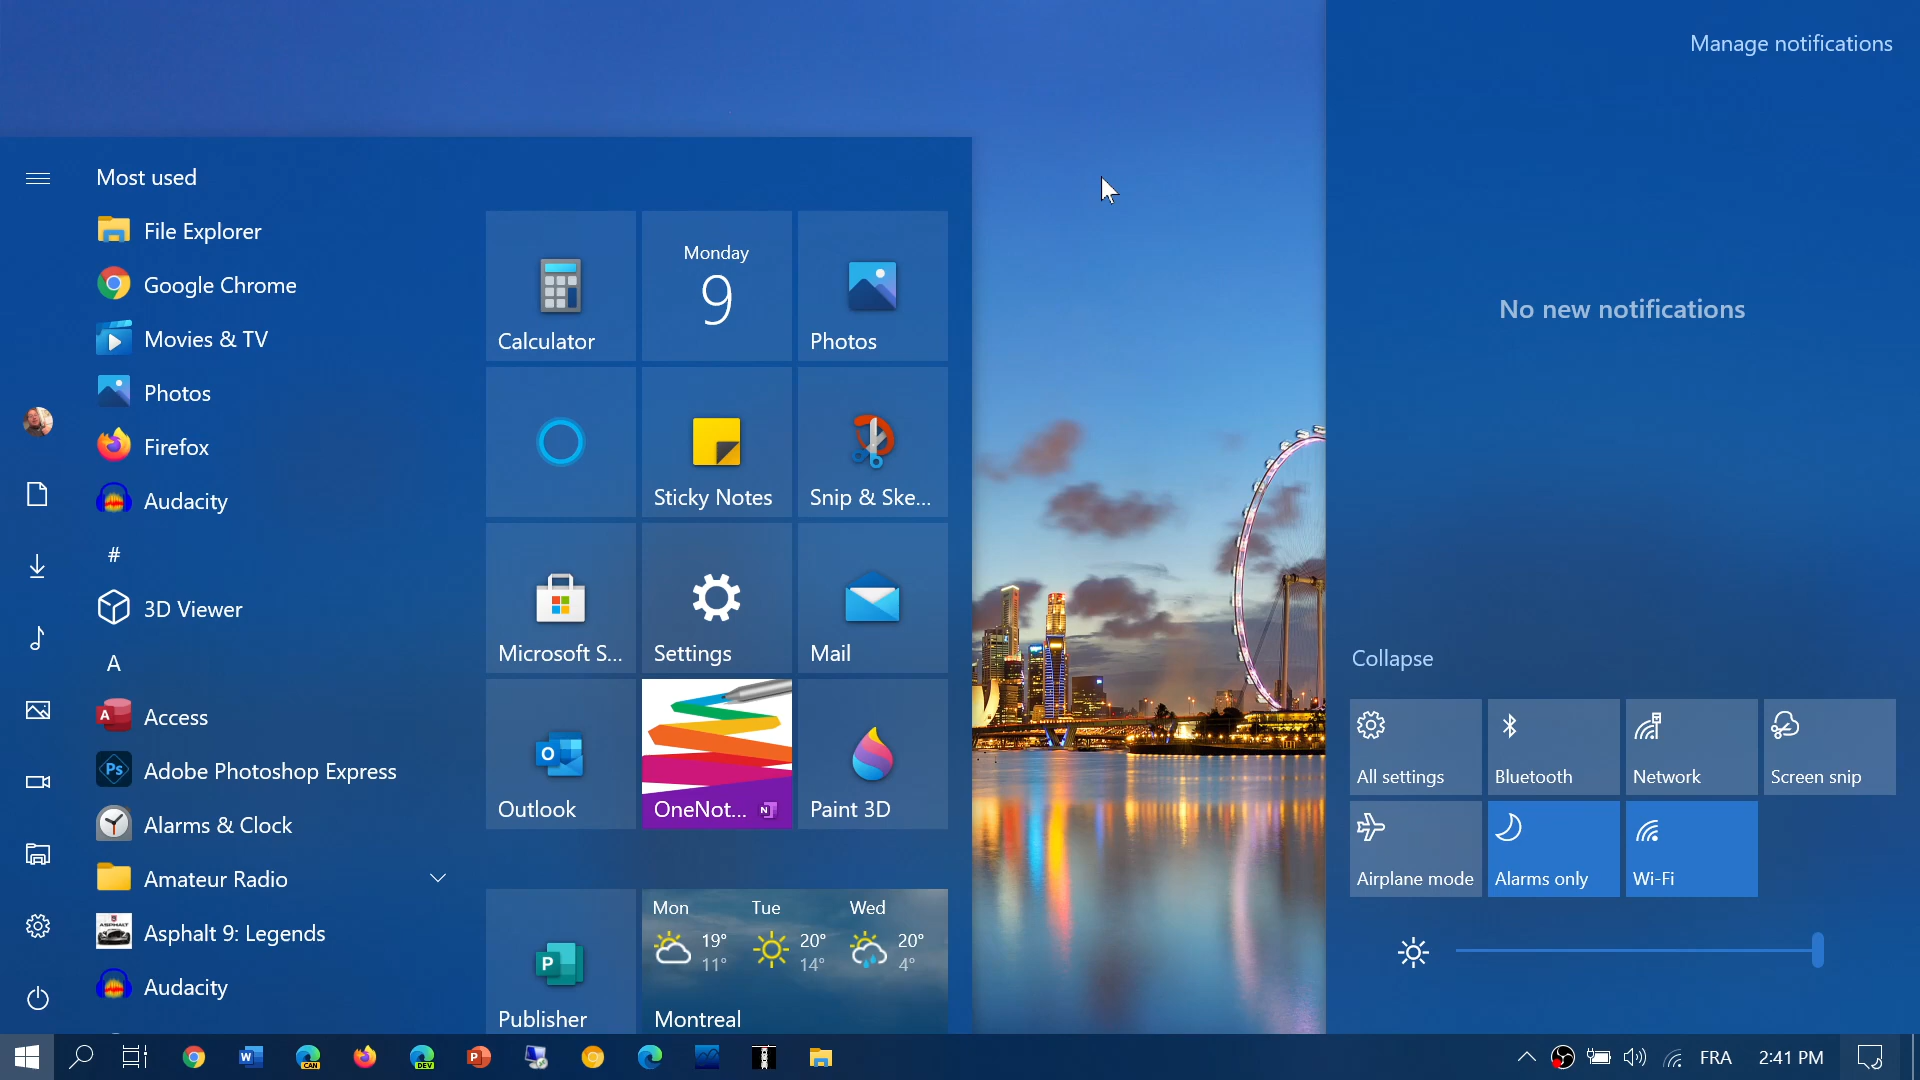 Manage notifications
Most used
File Explorer
Google Chrome
Movies & TV
Photos
Firefox
Audacity
#
3D Viewer
A
Access
Adobe Photoshop Express
Alarms & Clock
Amateur Radio
Asphalt 9: Legends
Audacity
Calculator
Monday
9
Photos
Sticky Notes
Snip & Ske...
Microsoft S...
Settings
Mail
Outlook
OneNot...
Paint 3D
Publisher
Mon Tue Wed
19° 20° 20°
11° 14° 4°
Montreal
No new notifications
Collapse
All settings
Bluetooth
Network
Screen snip
Airplane mode
Alarms only
Wi-Fi
CAN
DEV
FRA
2:41 PM